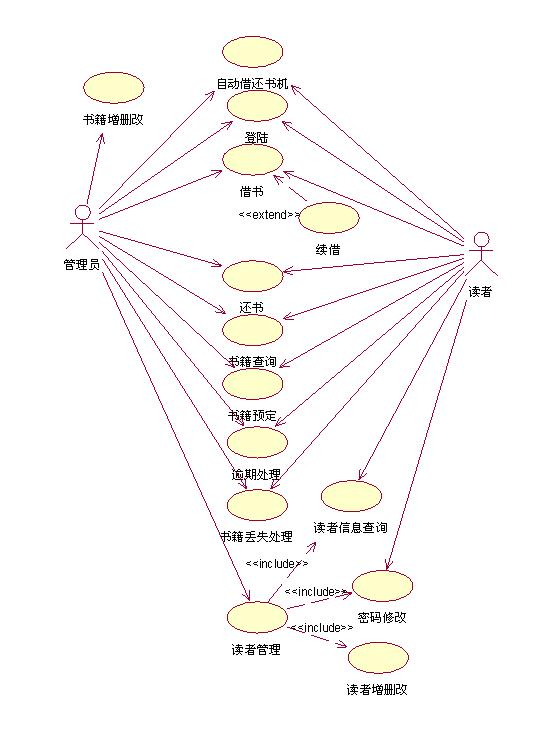 自动借还书机
书籍增册改
登陆
借书
<<extend>>
续借
管理员
读者
还书
书籍查询
书籍预定
逾期处理
书籍丢失处理
读者信息查询
<<include>>
<<include>>
密码修改
<<include>>
读者管理
读者增册改